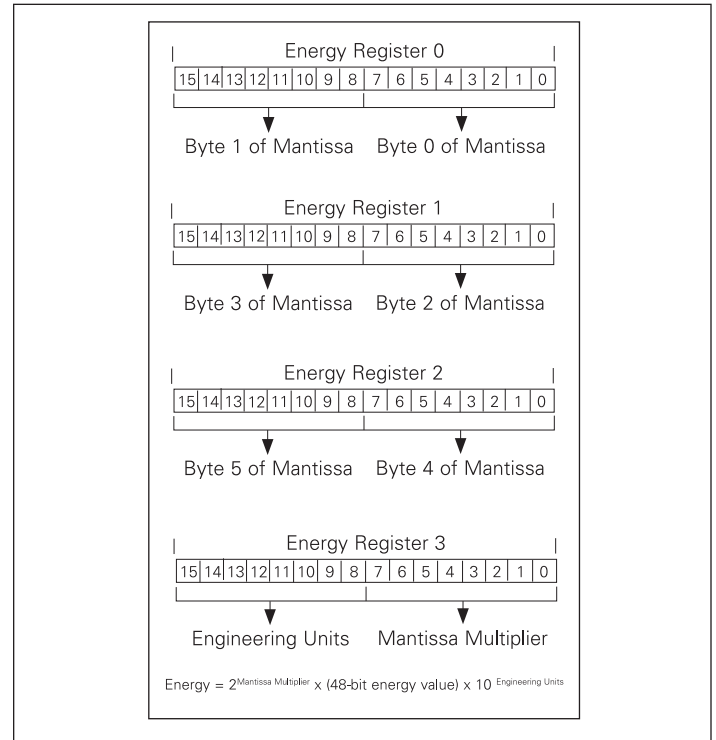 Energy Register 0
15 14 13 12 11 10 9 8 7 6 5 4 3 2 1 0
Byte 1 of Mantissa Byte 0 of Mantissa
Energy Register 1
15 14 13 12 11 10 9 8 7 6 5 4 3 2 1 0
Byte 3 of Mantissa Byte 2 of Mantissa
Energy Register 2
15 14 13 12 11 10 9 8 7 6 5 4 3 2 1 0
Byte 5 of Mantissa Byte 4 of Mantissa
Energy Register 3
15 14 13 12 11 10 9 8 7 6 5 4 3 2 1 0
Engineering Units Mantissa Multiplier
Energy = 2^Mantissa Multiplier x (48-bit energy value) x 10^Engineering Units